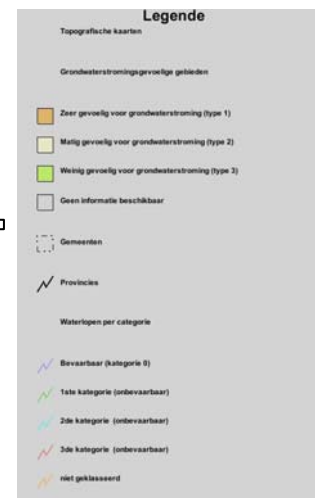 Legende
Topografische kaarten
Grondwaterstromingsgevoelige gebieden
Zeer gevoelig voor grondwaterstroming (type 1)
Matig gevoelig voor grondwaterstroming (type 2)
Weinig gevoelig voor grondwaterstroming (type 3)
Geen informatie beschikbaar
Gemeenten
Provincies
Waterlopen per categorie
Bevaarbaar (kategorie 0)
1ste kategorie (onbevaarbaar)
2de kategorie (onbevaarbaar)
3de kategorie (onbevaarbaar)
niet geklasseerd